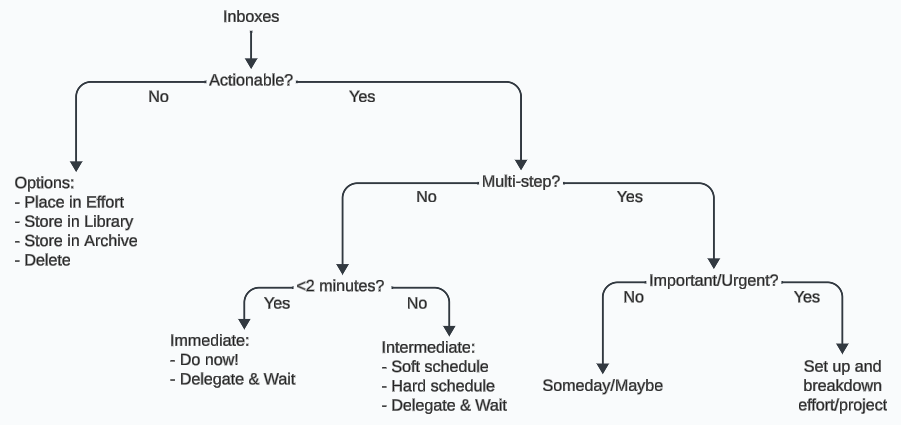 Inboxes
Actionable?
No
Yes
Options:
- Place in Effort
- Store in Library
- Store in Archive
- Delete
Multi-step?
No
Yes
<2 minutes?
Yes
No
Immediate:
- Do now!
- Delegate & Wait
Intermediate:
- Soft schedule
- Hard schedule
- Delegate & Wait
Important/Urgent?
No
Yes
Someday/Maybe
Set up and
breakdown
effort/project